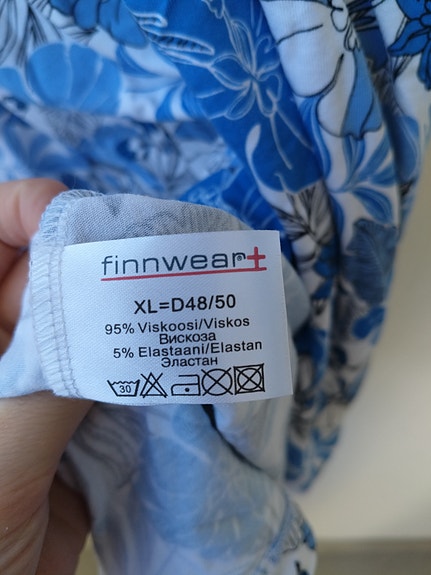 finnwear+
XL=D48/50
95% Viskoosi/Viskos
Вискоза
5% Elastaani/Elastan
Эластан
30